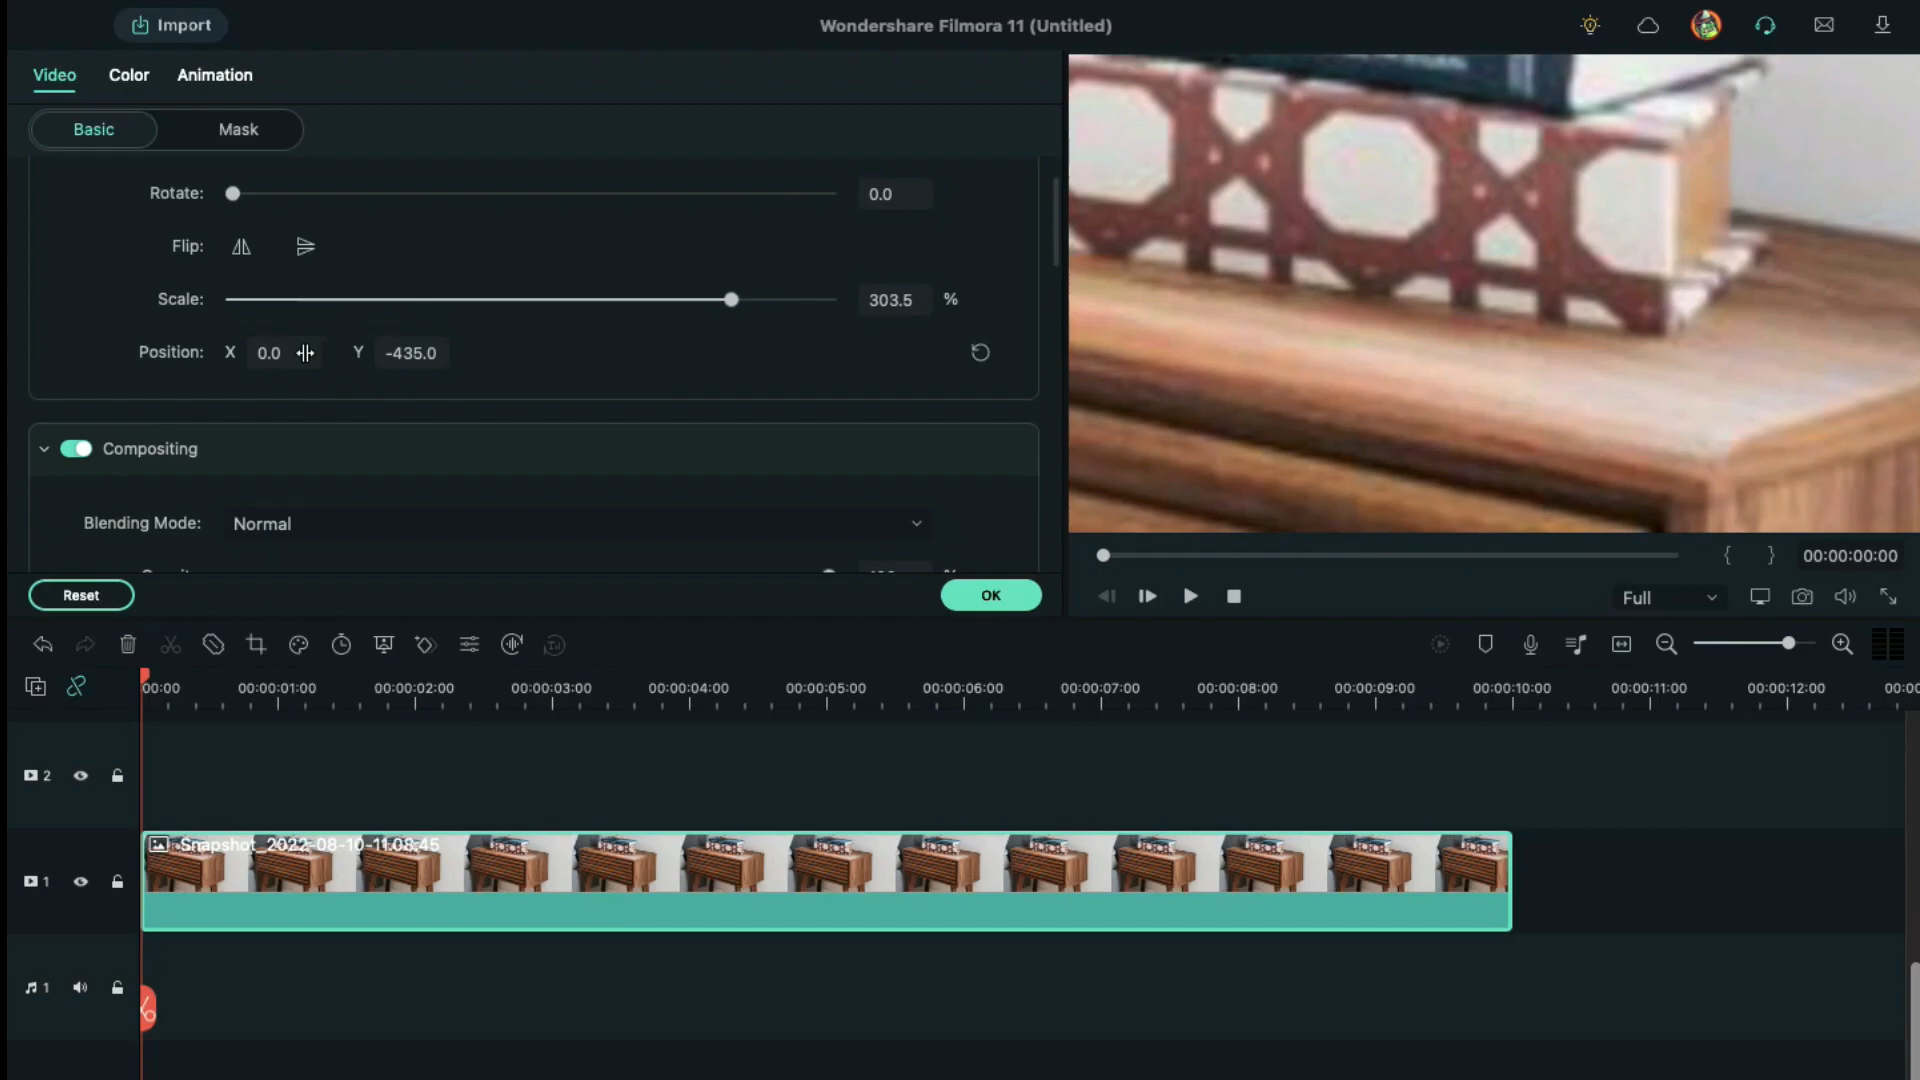 Import
Wondershare Filmora 11 (Untitled)
Video Color Animation
Basic Mask
Rotate: 0.0
Flip:
Scale: 303.5 %
Position: X 0.0 Y -435.0
Compositing
Blending Mode: Normal
Reset OK
00:00:00:00
Full
00:00 00:00:01:00 00:00:02:00 00:00:03:00 00:00:04:00 00:00:05:00 00:00:06:00 00:00:07:00 00:00:08:00 00:00:09:00 00:00:10:00 00:00:11:00 00:00:12:00 00:00
2
Snapshot_2022-08-10-11.08.45
1
1